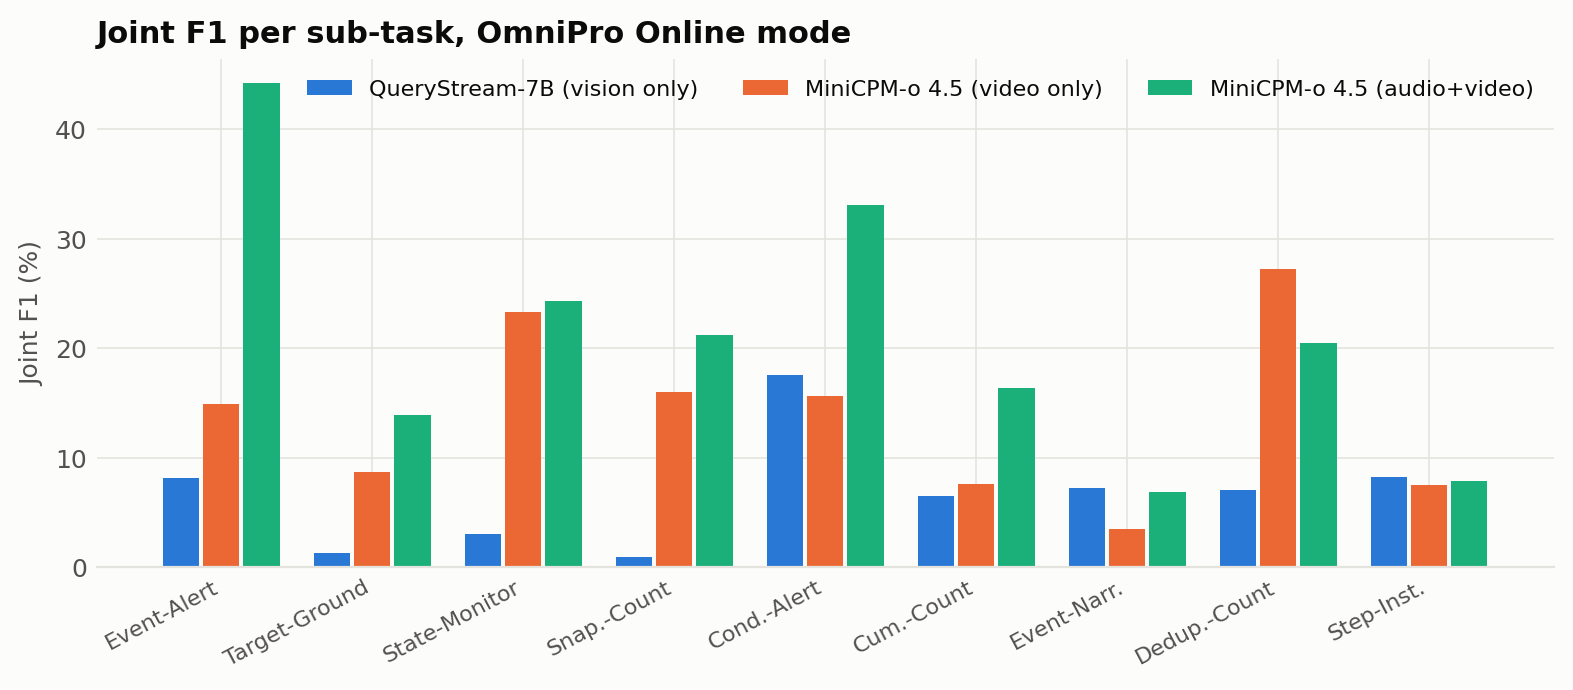 Joint F1 per sub-task, OmniPro Online mode
QueryStream-7B (vision only)
MiniCPM-o 4.5 (video only)
MiniCPM-o 4.5 (audio+video)
Joint F1 (%)
40
30
20
10
0
Event-Alert
Target-Ground
State-Monitor
Snap.-Count
Cond.-Alert
Cum.-Count
Event-Narr.
Dedup.-Count
Step-Inst.